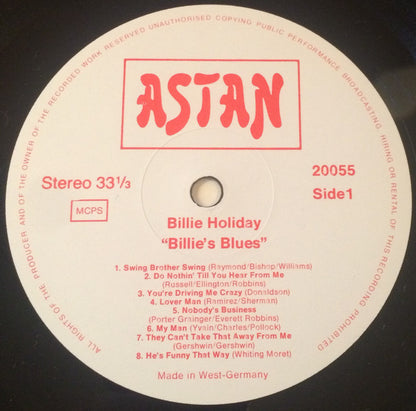 ALL RIGHTS OF THE PRODUCER AND OF THE OWNER OF THE RECORDED WORK RESERVED UNAUTHORISED COPYING PUBLIC PERFORMANCE BROADCASTING, HIRING OR RENTAL OF THIS RECORDING PROHIBITED
ASTAN
Stereo 33⅓
20055
MCPS
Side1
Billie Holiday
“Billie's Blues”
1. Swing Brother Swing (Raymond/Bishop/Williams)
2. Do Nothin' Till You Hear From Me
(Russell/Ellington/Robbins)
3. You're Driving Me Crazy (Donaldson)
4. Lover Man (Ramirez/Sherman)
5. Nobody's Business
(Porter Grainger/Everett Robbins)
6. My Man (Yvain/Charles/Pollock)
7. They Can't Take That Away From Me
(Gershwin/Gershwin)
8. He's Funny That Way (Whiting Moret)
Made in West-Germany